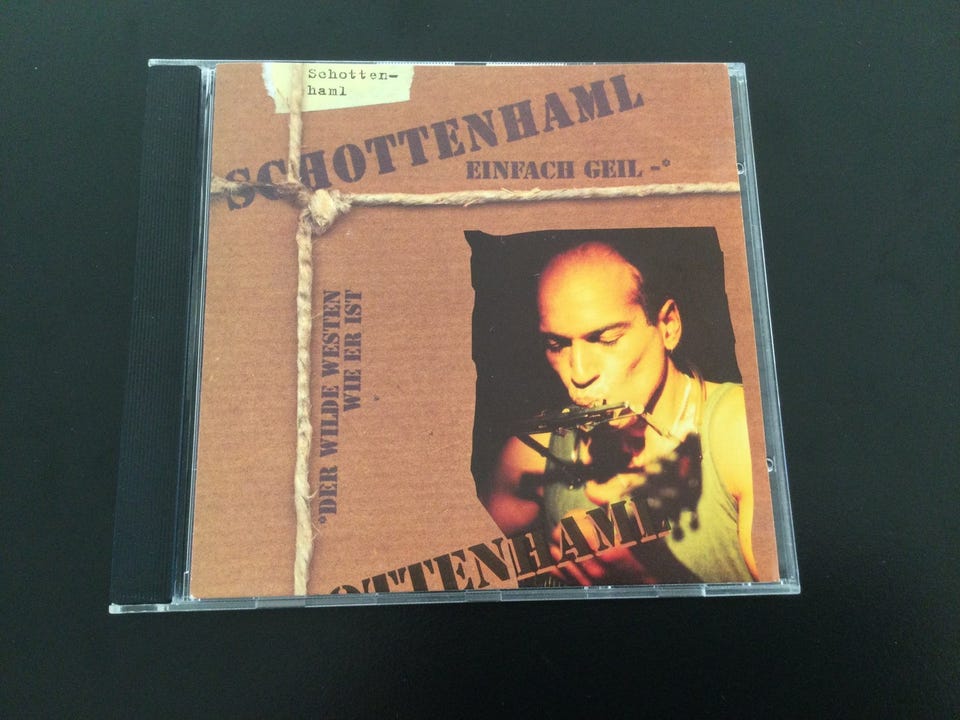 Schotten-
haml
SCHOTTENHAML
EINFACH GEIL -*
*DER WILDE WESTEN
WIE ER IST
OTTENHAML